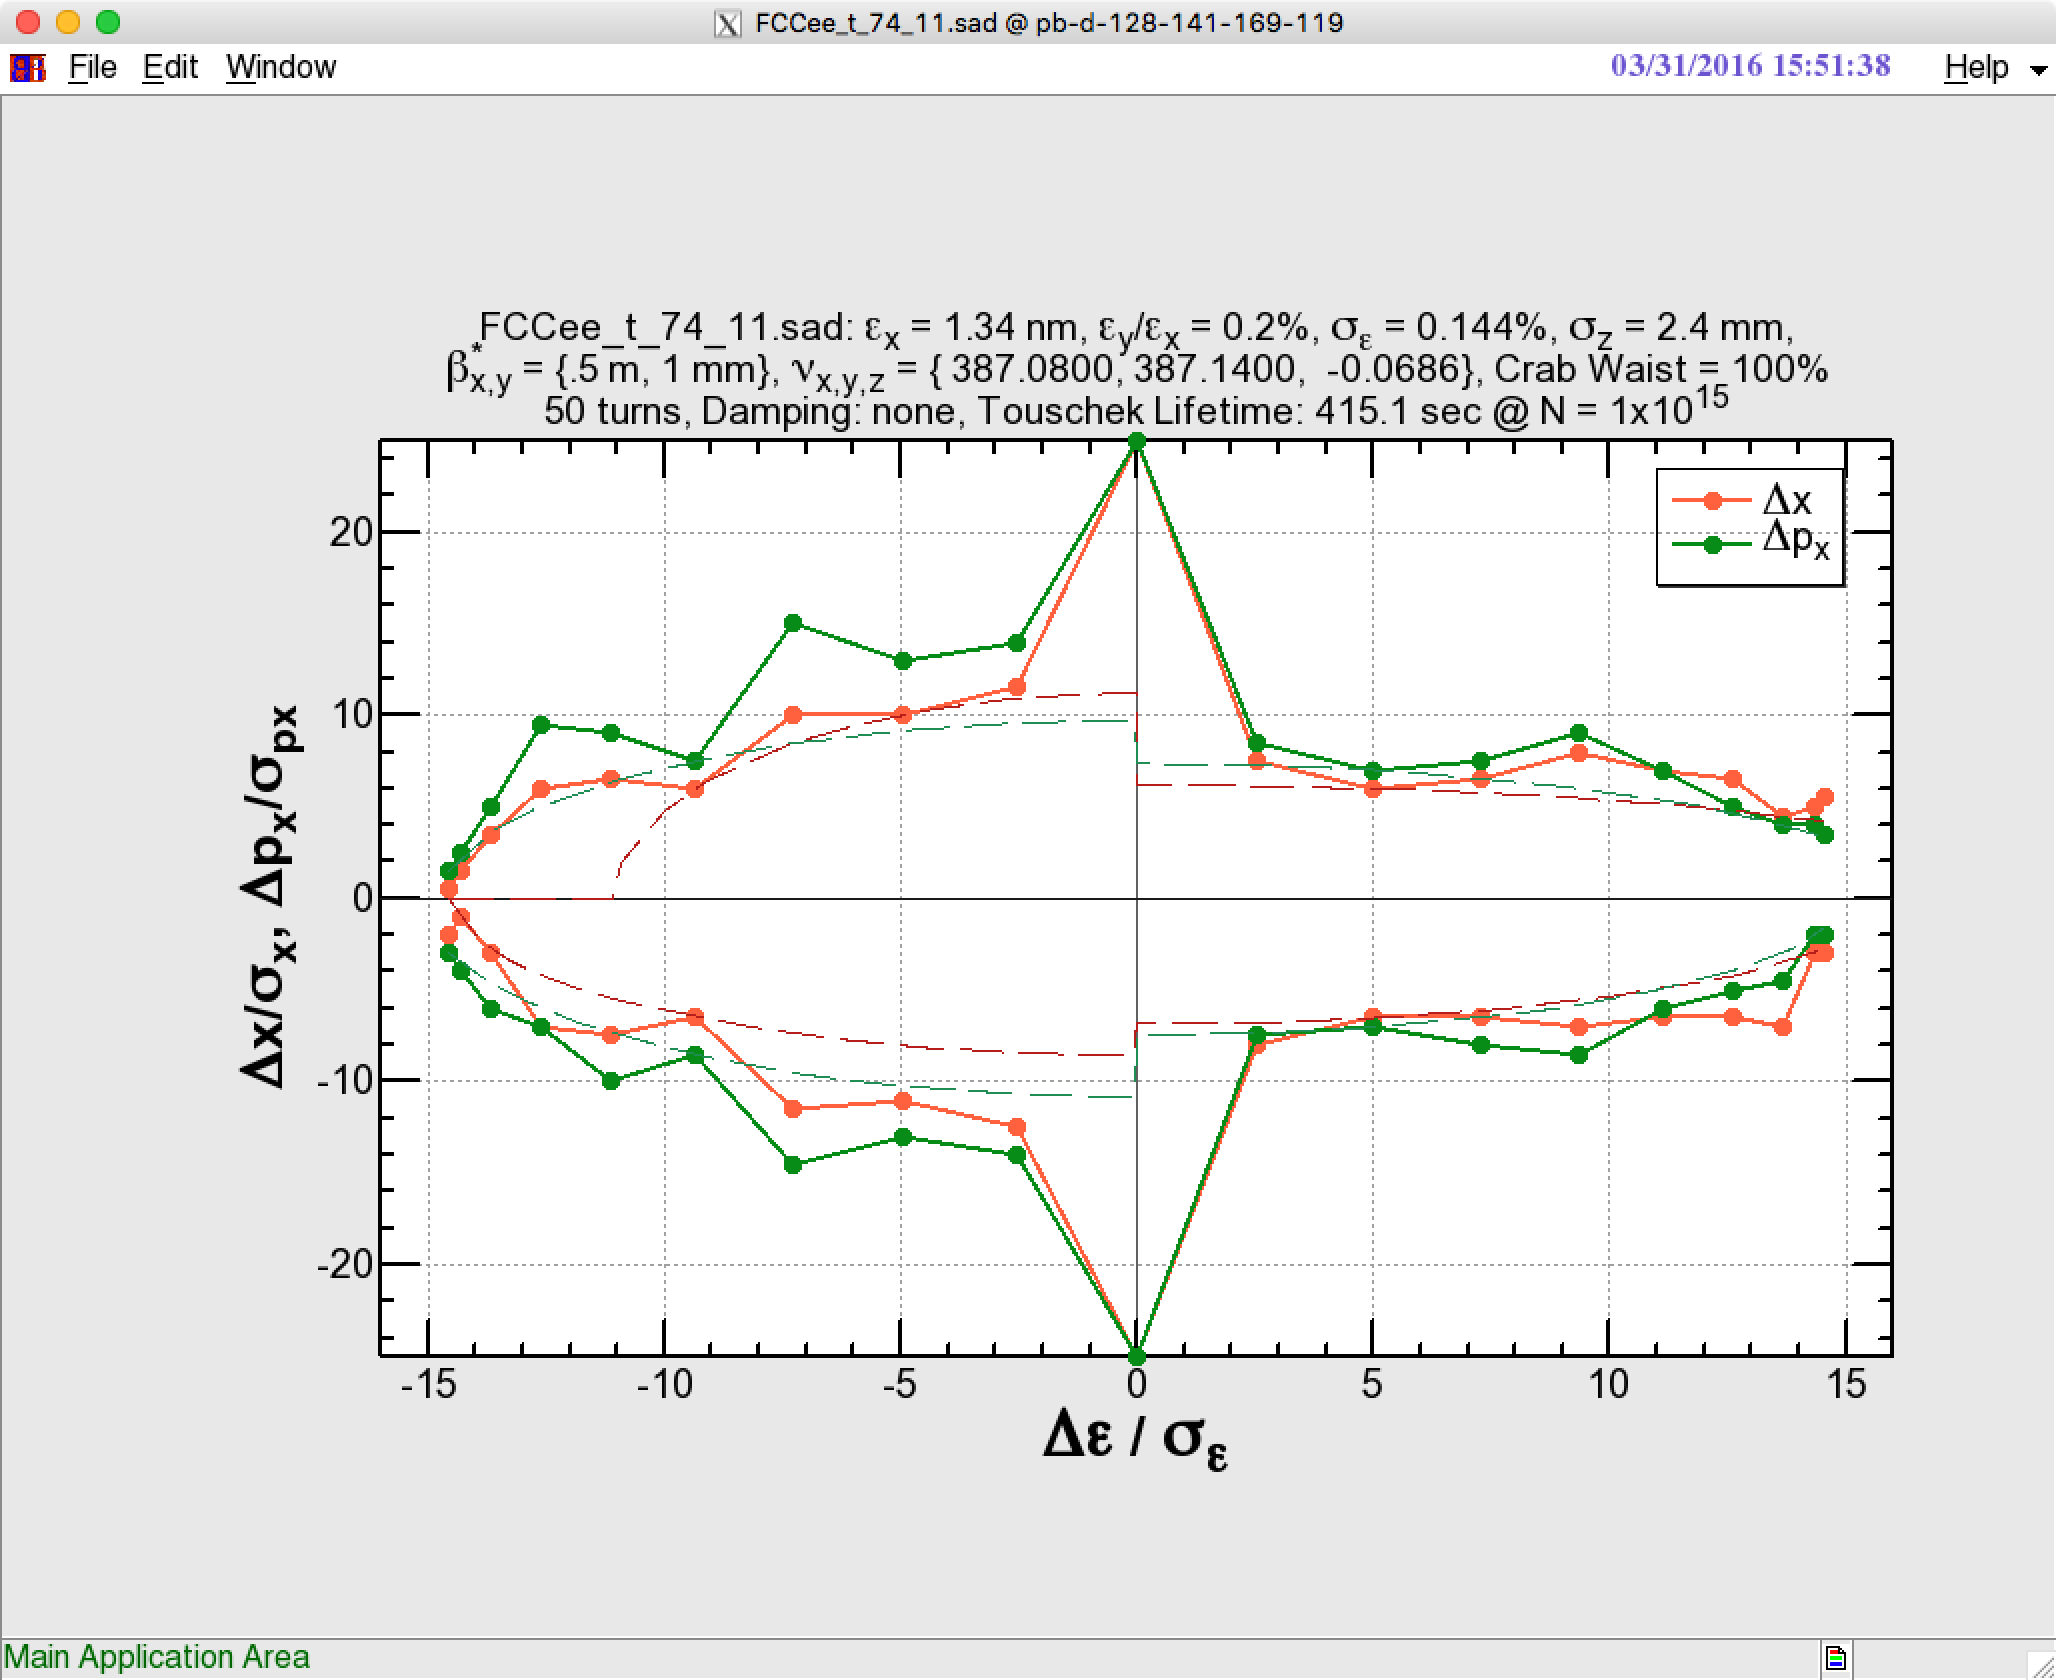 FCCee_t_74_11.sad @ pb-d-128-141-169-119
File Edit Window 03/31/2016 15:51:38 Help
FCCee_t_74_11.sad: εx = 1.34 nm, εy/εx = 0.2%, σε = 0.144%, σz = 2.4 mm,
β*x,y = {.5 m, 1 mm}, νx,y,z = { 387.0800, 387.1400, -0.0686}, Crab Waist = 100%
50 turns, Damping: none, Touschek Lifetime: 415.1 sec @ N = 1x10^15
Δx
Δpx
20
10
0
-10
-20
Δx/σx, Δpx/σpx
-15 -10 -5 0 5 10 15
Δε / σε
Main Application Area